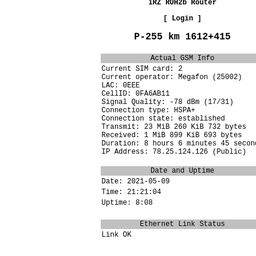 iRZ RUH2b Router
[ Login ]
P-255 km 1612+415
Actual GSM Info
Current SIM card: 2
Current operator: Megafon (25002)
LAC: 0EEE
CellID: 0FA6AB11
Signal Quality: -78 dBm (17/31)
Connection type: HSPA+
Connection state: established
Transmit: 23 MiB 260 KiB 732 bytes
Received: 1 MiB 899 KiB 693 bytes
Duration: 8 hours 6 minutes 45 secon
IP Address: 78.25.124.126 (Public)
Date and Uptime
Date: 2021-05-09
Time: 21:21:04
Uptime: 8:08
Ethernet Link Status
Link OK